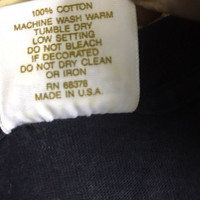 100% COTTON
MACHINE WASH WARM
TUMBLE DRY
LOW SETTING
DO NOT BLEACH
IF DECORATED
DO NOT DRY CLEAN
OR IRON
RN 68378
MADE IN U.S.A.